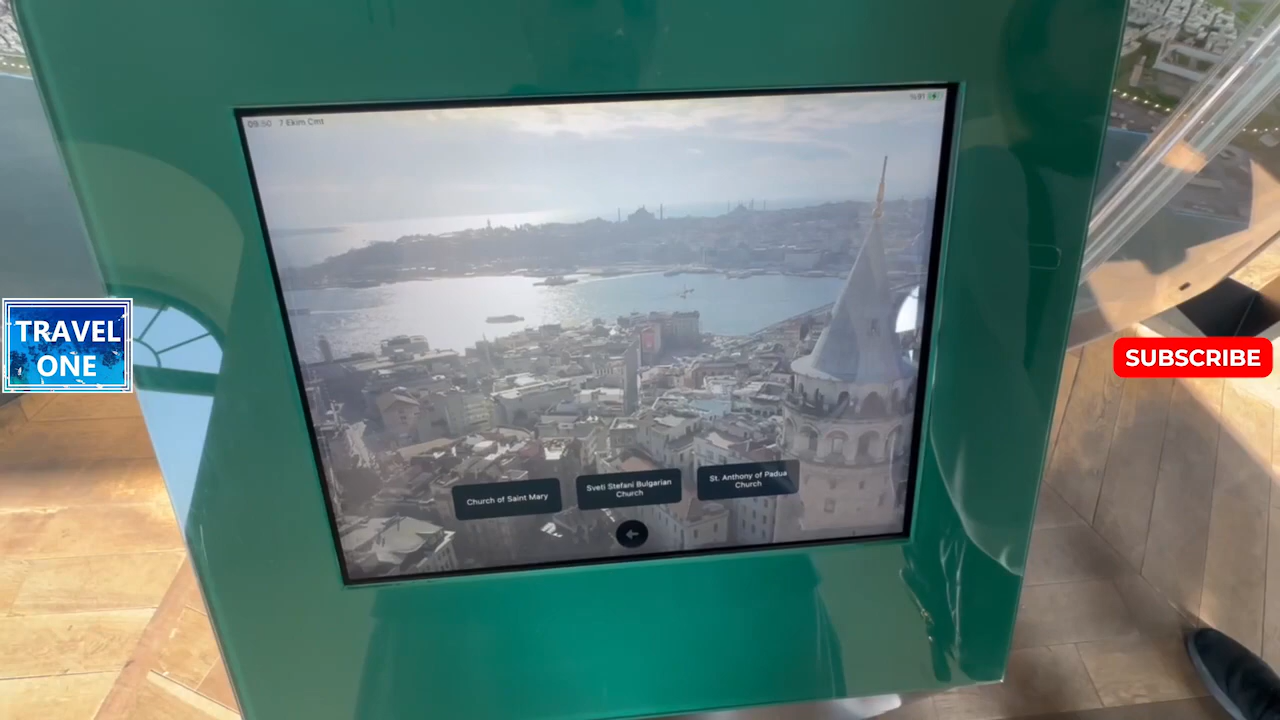 09:50 7 Ekim Cmt
%91
TRAVEL
ONE
SUBSCRIBE
Church of Saint Mary
Sveti Stefani Bulgarian
Church
St. Anthony of Padua
Church